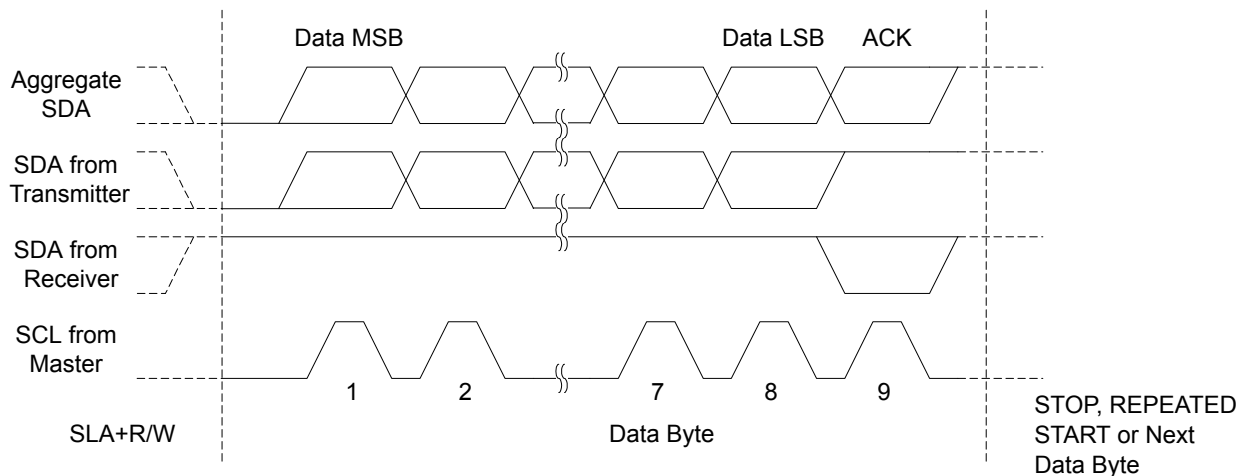 Data MSB
Data LSB
ACK
Aggregate
SDA
SDA from
Transmitter
SDA from
Receiver
SCL from
Master
1
2
7
8
9
SLA+R/W
Data Byte
STOP, REPEATED
START or Next
Data Byte